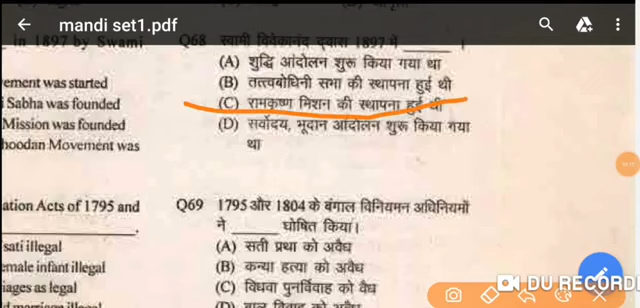 mandi set1.pdf
in 1897 by Swami
Q68 स्वामी विवेकानंद द्वारा 1897 में ______ ।
(A) शुद्धि आंदोलन शुरू किया गया था
ement was started
(B) तत्त्वबोधिनी सभा की स्थापना हुई थी
i Sabha was founded
(C) रामकृष्ण मिशन की स्थापना हुई थी
Mission was founded
(D) सर्वोदय, भूदान आंदोलन शुरू किया गया
hoodan Movement was
था
ation Acts of 1795 and
Q69 1795 और 1804 के बंगाल विनियमन अधिनियमों
ने ______ घोषित किया।
sati illegal
(A) सती प्रथा को अवैध
emale infant illegal
(B) कन्या हत्या को अवैध
iages as legal
(C) विधवा पुनर्विवाह को वैध
DU RECORD